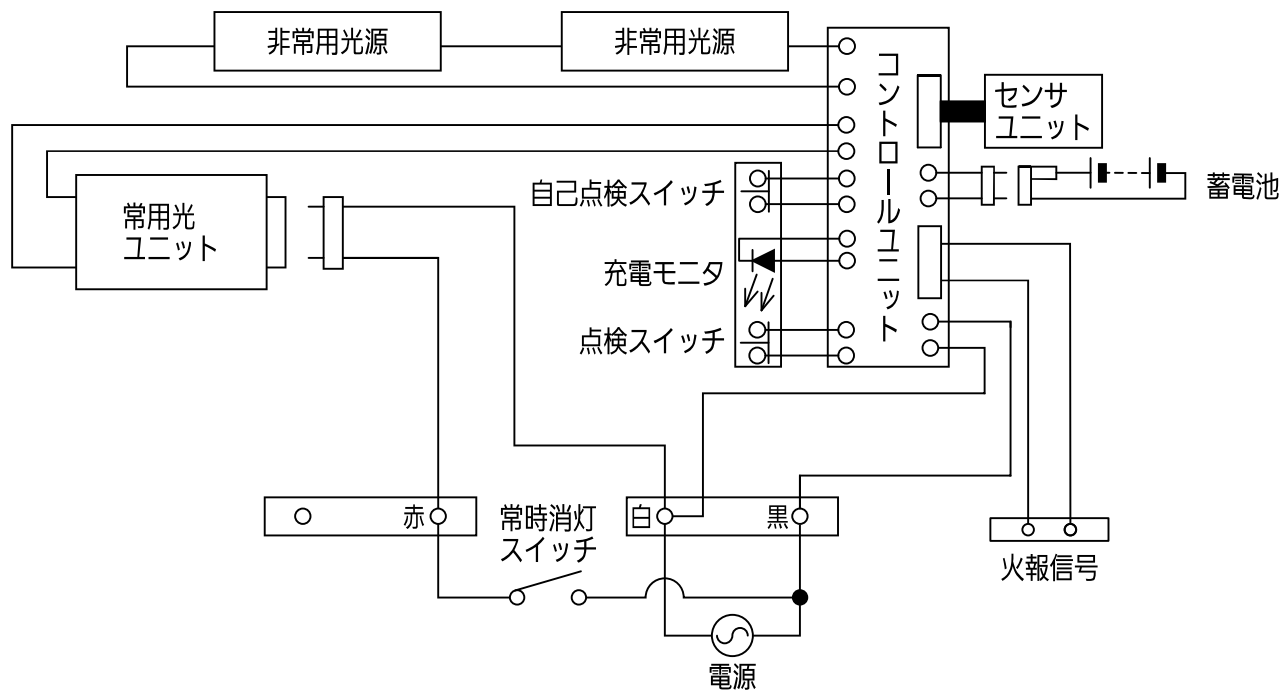 非常用光源
非常用光源
コントロールユニット
センサ
ユニット
自己点検スイッチ
蓄電池
常用光
ユニット
充電モニタ
点検スイッチ
赤
常時消灯
スイッチ
白
黒
火報信号
電源